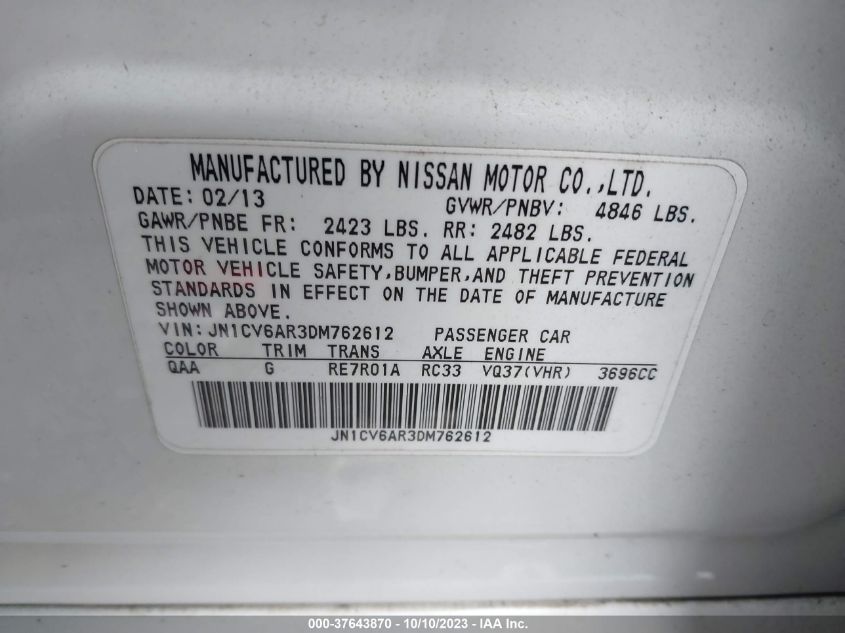 MANUFACTURED BY NISSAN MOTOR CO.,LTD.
DATE: 02/13 GVWR/PNBV: 4846 LBS.
GAWR/PNBE FR: 2423 LBS. RR: 2482 LBS.
THIS VEHICLE CONFORMS TO ALL APPLICABLE FEDERAL
MOTOR VEHICLE SAFETY,BUMPER,AND THEFT PREVENTION
STANDARDS IN EFFECT ON THE DATE OF MANUFACTURE
SHOWN ABOVE.
VIN: JN1CV6AR3DM762612 PASSENGER CAR
COLOR TRIM TRANS AXLE ENGINE
QAA G RE7R01A RC33 VQ37(VHR) 3696CC
JN1CV6AR3DM762612
000-37643870 - 10/10/2023 - IAA Inc.